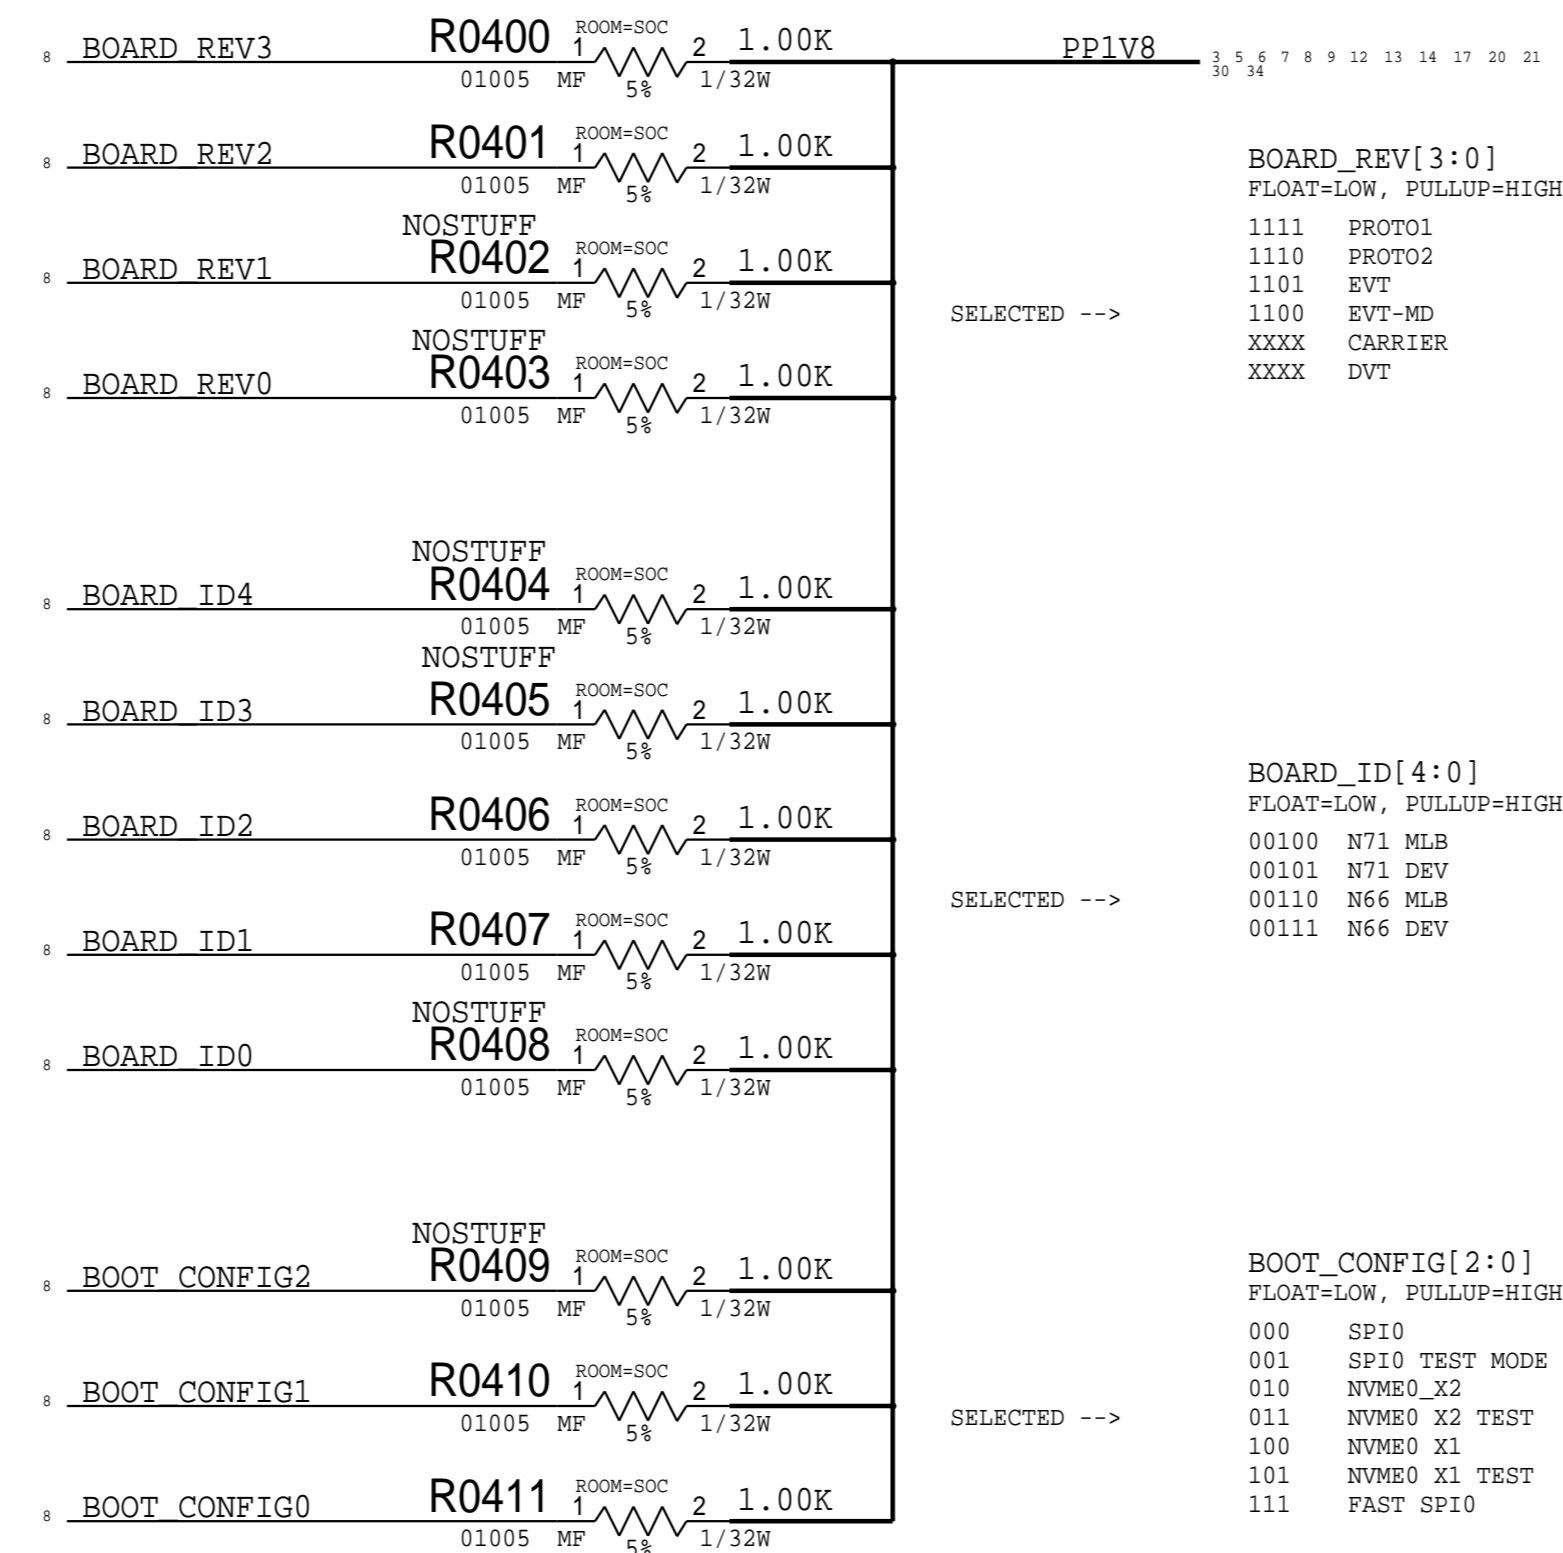 BOARD_REV3 R0400 ROOM=SOC 1 2 1.00K PP1V8
8 01005 MF 5% 1/32W 3 5 6 7 8 9 12 13 14 17 20 21
30 34
BOARD_REV2 R0401 ROOM=SOC 1 2 1.00K
8 01005 MF 5% 1/32W
NOSTUFF
BOARD_REV1 R0402 ROOM=SOC 1 2 1.00K
8 01005 MF 5% 1/32W
NOSTUFF
BOARD_REV0 R0403 ROOM=SOC 1 2 1.00K
8 01005 MF 5% 1/32W
BOARD_REV[3:0]
FLOAT=LOW, PULLUP=HIGH
1111 PROTO1
1110 PROTO2
1101 EVT
SELECTED --> 1100 EVT-MD
XXXX CARRIER
XXXX DVT
NOSTUFF
BOARD_ID4 R0404 ROOM=SOC 1 2 1.00K
8 01005 MF 5% 1/32W
NOSTUFF
BOARD_ID3 R0405 ROOM=SOC 1 2 1.00K
8 01005 MF 5% 1/32W
BOARD_ID2 R0406 ROOM=SOC 1 2 1.00K
8 01005 MF 5% 1/32W
BOARD_ID1 R0407 ROOM=SOC 1 2 1.00K
8 01005 MF 5% 1/32W
NOSTUFF
BOARD_ID0 R0408 ROOM=SOC 1 2 1.00K
8 01005 MF 5% 1/32W
BOARD_ID[4:0]
FLOAT=LOW, PULLUP=HIGH
00100 N71 MLB
00101 N71 DEV
SELECTED --> 00110 N66 MLB
00111 N66 DEV
NOSTUFF
BOOT_CONFIG2 R0409 ROOM=SOC 1 2 1.00K
8 01005 MF 5% 1/32W
BOOT_CONFIG1 R0410 ROOM=SOC 1 2 1.00K
8 01005 MF 5% 1/32W
BOOT_CONFIG0 R0411 ROOM=SOC 1 2 1.00K
8 01005 MF 5% 1/32W
BOOT_CONFIG[2:0]
FLOAT=LOW, PULLUP=HIGH
000 SPI0
001 SPI0 TEST MODE
010 NVME0_X2
SELECTED --> 011 NVME0 X2 TEST
100 NVME0 X1
101 NVME0 X1 TEST
111 FAST SPI0